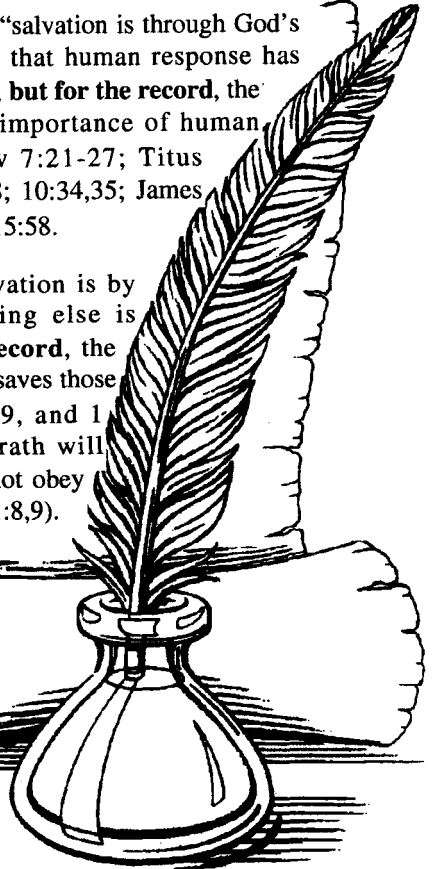 “salvation is through God’s
that human response has
, but for the record, the
importance of human
7:21-27; Titus
; 10:34,35; James
5:58.
vation is by
ing else is
ecord, the
saves those
9, and 1
rath will
not obey
:8,9).